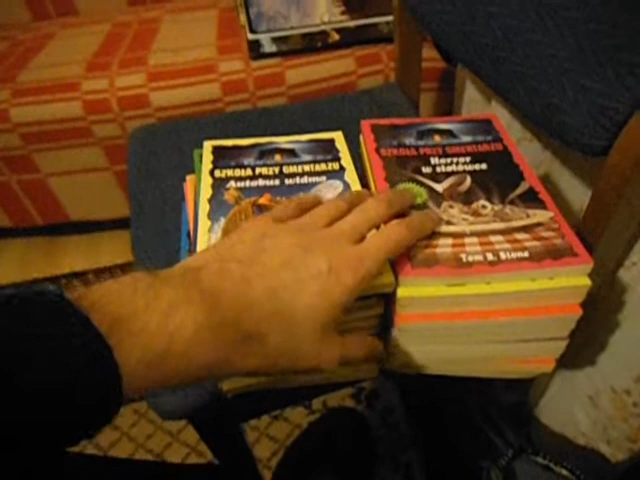 SZKOŁA PRZY CMENTARZU
Autobus widmo
SZKOŁA PRZY CMENTARZU
Horror
w stołówce
Tom B. Stone